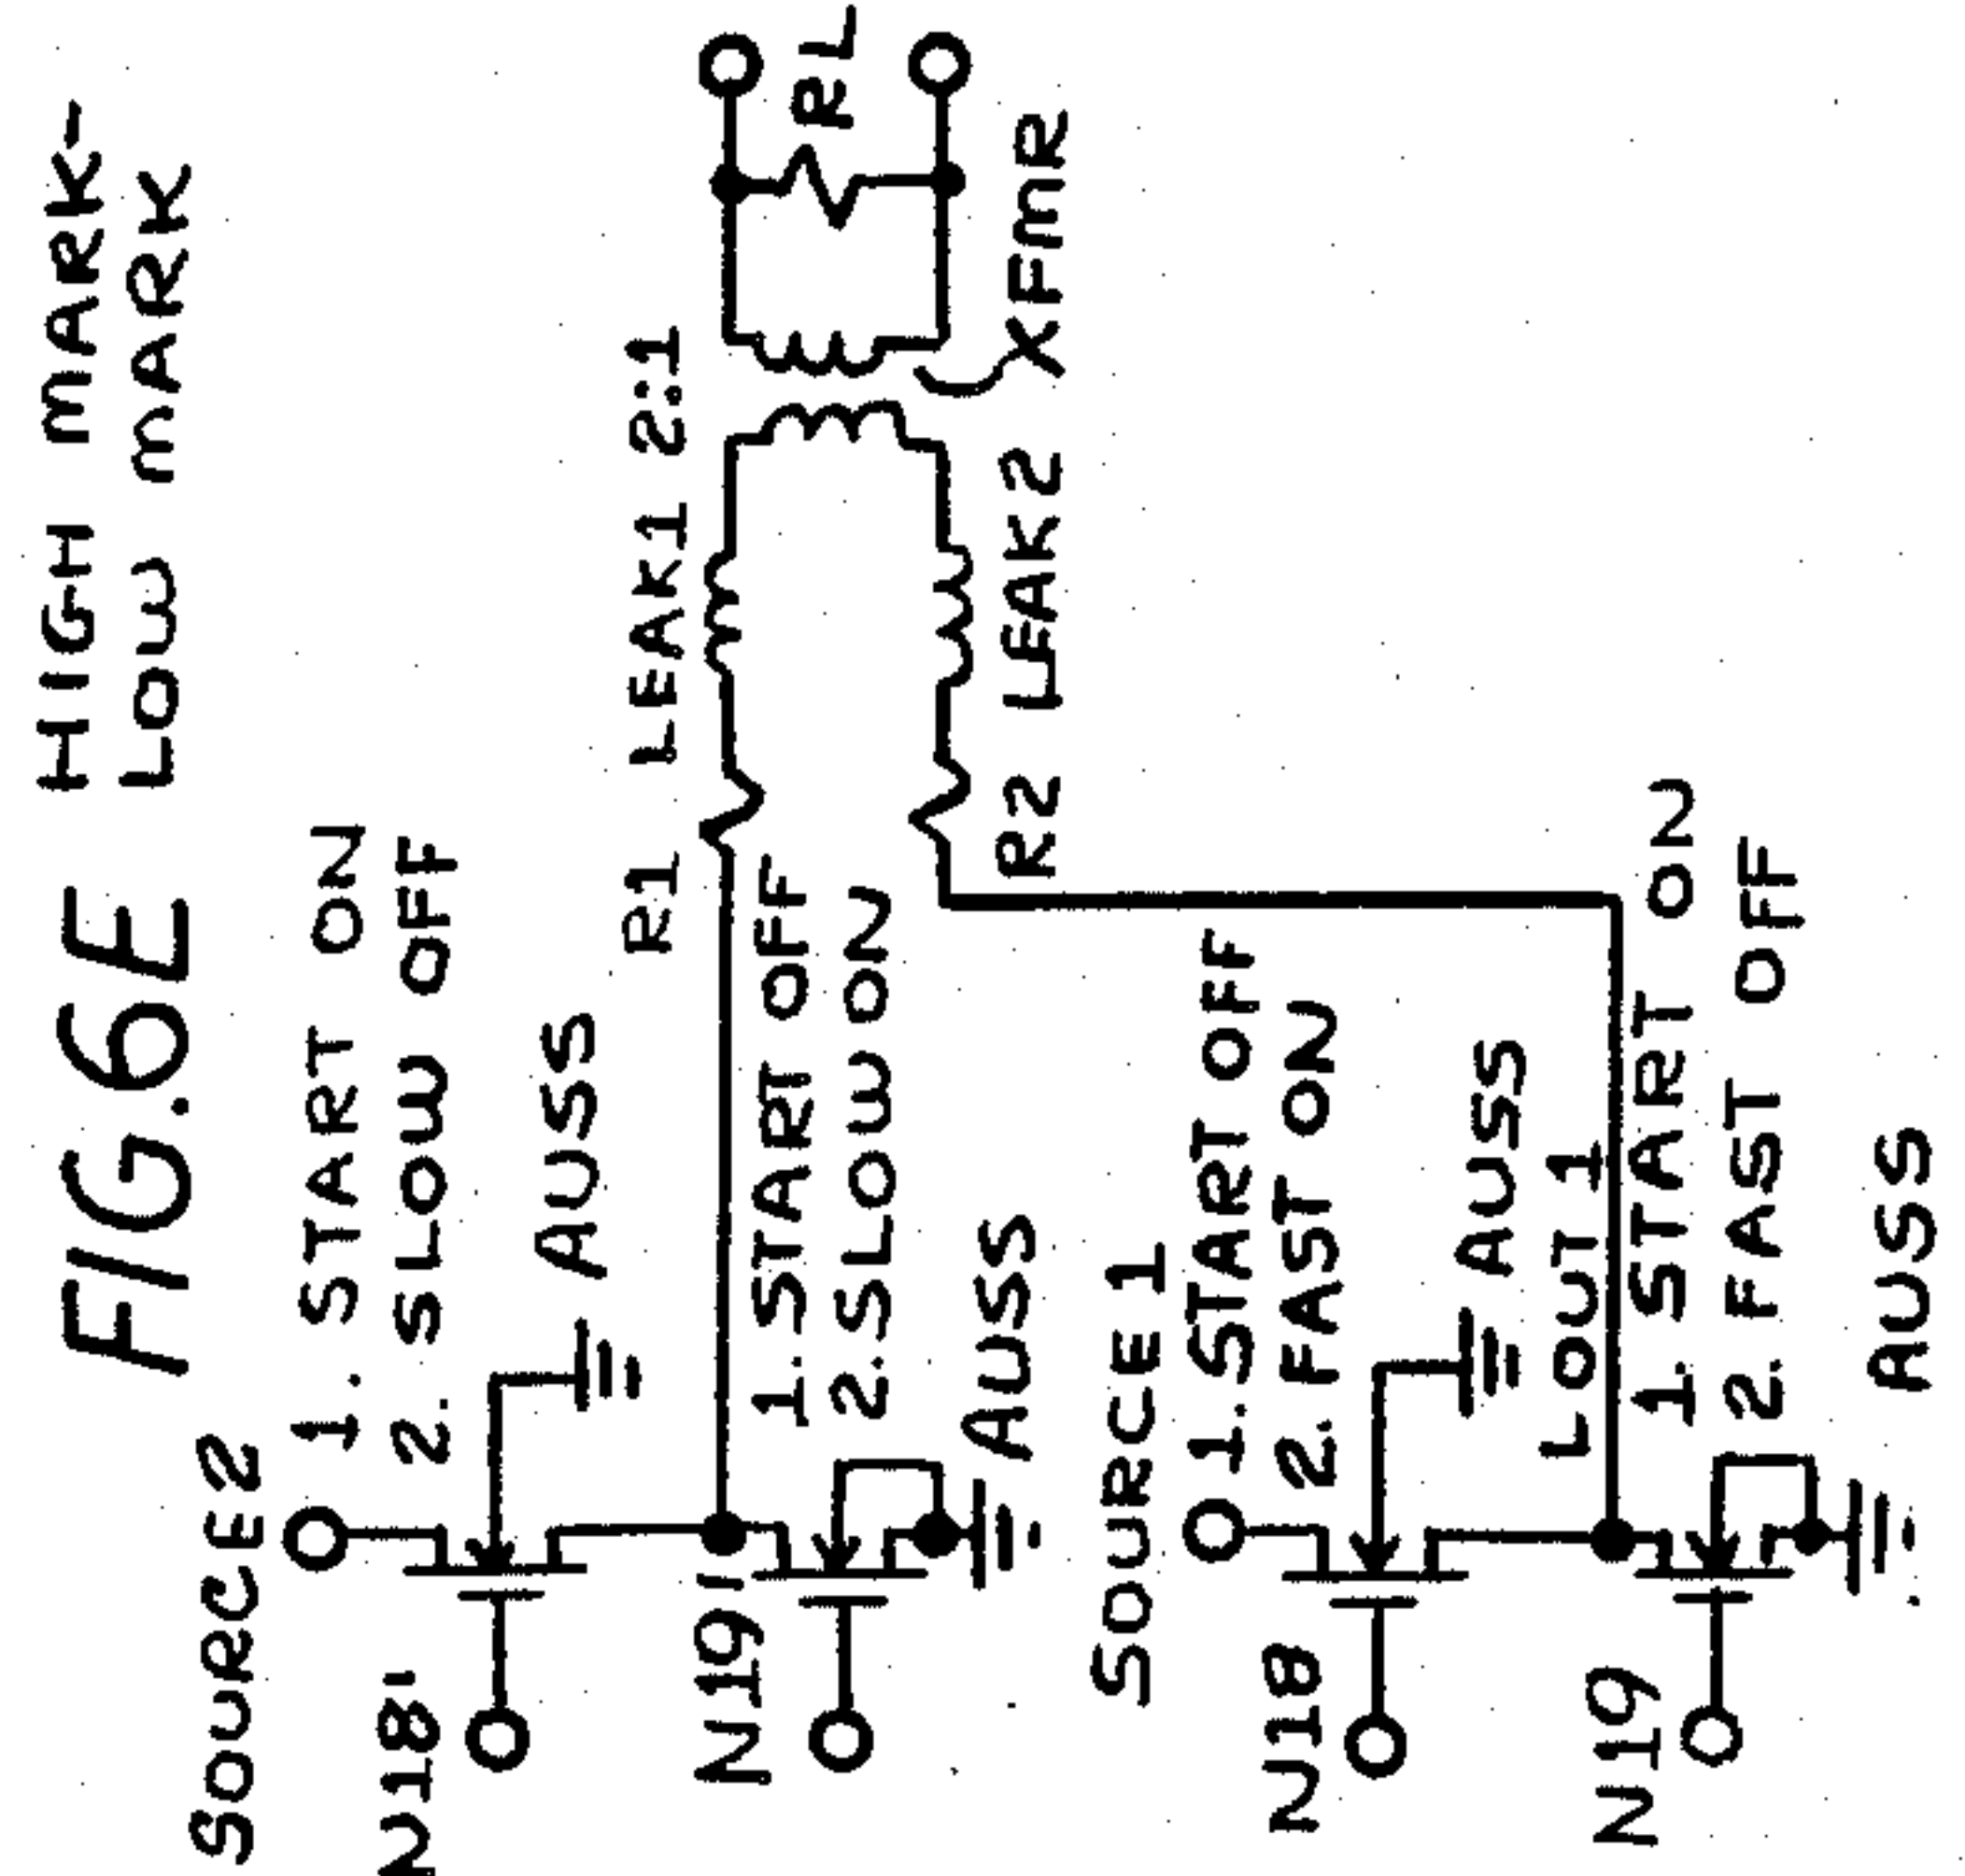 FIG.6E
HIGH MARK-
LOW MARK
SOURCE 2
1. START ON
2. SLOW OFF
N18'
AUSS
R1 LEAK1 2:1
RL
XFMR
R2 LEAK2
1. START OFF
2. SLOW ON
N19'
AUSS
SOURCE 1
1. START OFF
2. FAST ON
N18
AUSS
LOUT 1
1. START ON
2. FAST OFF
N19
AUSS